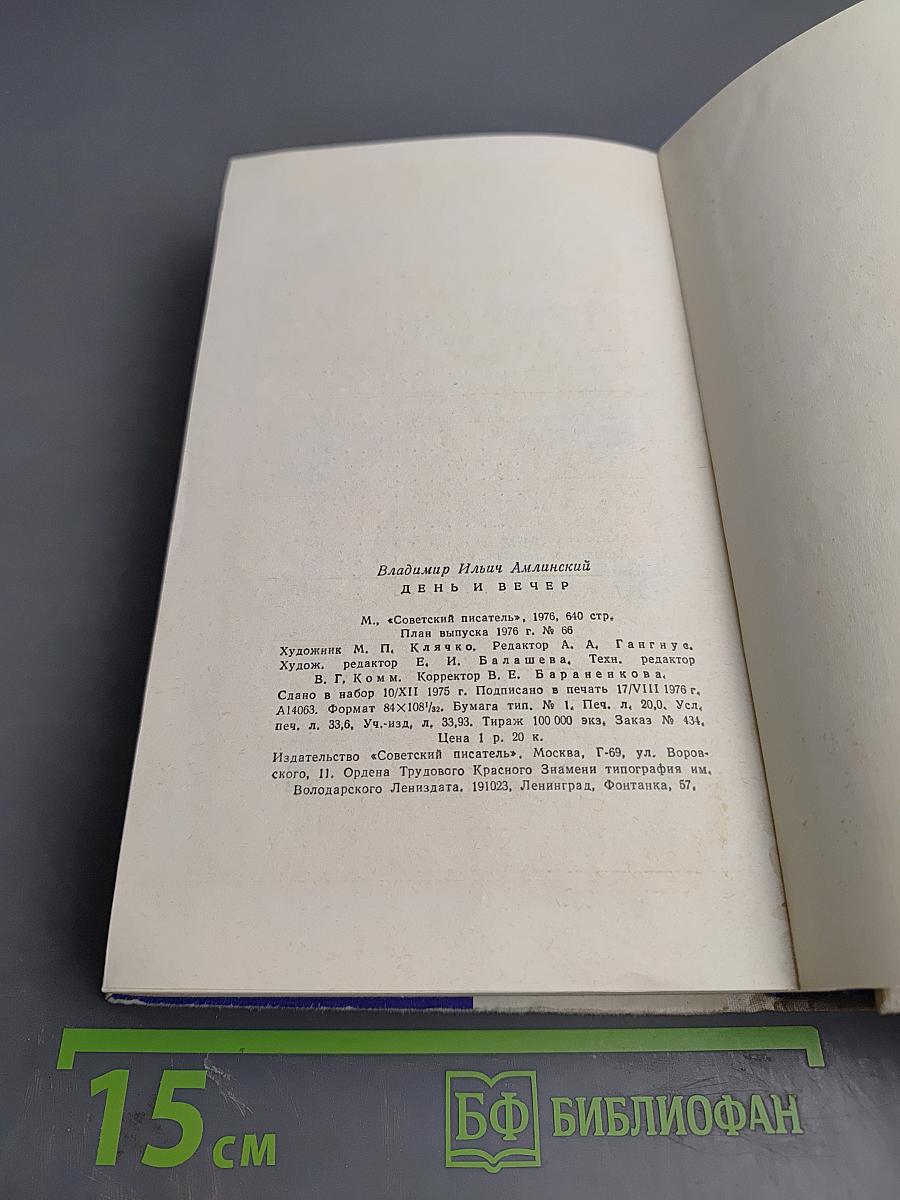 Владимир Ильич Амлинский
ДЕНЬ И ВЕЧЕР
М., «Советский писатель», 1976, 640 стр.
План выпуска 1976 г. № 66
Художник М. П. Клячко. Редактор А. А. Гангнус.
Худож. редактор Е. И. Балашева. Техн. редактор
В. Г. Комм. Корректор В. Е. Бараненкова.
Сдано в набор 10/XII 1975 г. Подписано в печать 17/VIII 1976 г.
А14063. Формат 84×108¹/₃₂. Бумага тип. № 1. Печ. л. 20,0. Усл.
печ. л. 33,6. Уч.-изд. л. 33,93. Тираж 100 000 экз. Заказ № 434.
Цена 1 р. 20 к.
Издательство «Советский писатель». Москва, Г-69, ул. Воров-
ского, 11. Ордена Трудового Красного Знамени типография им.
Володарского Лениздата. 191023, Ленинград, Фонтанка, 57.
15 см
БФ БИБЛИОФАН